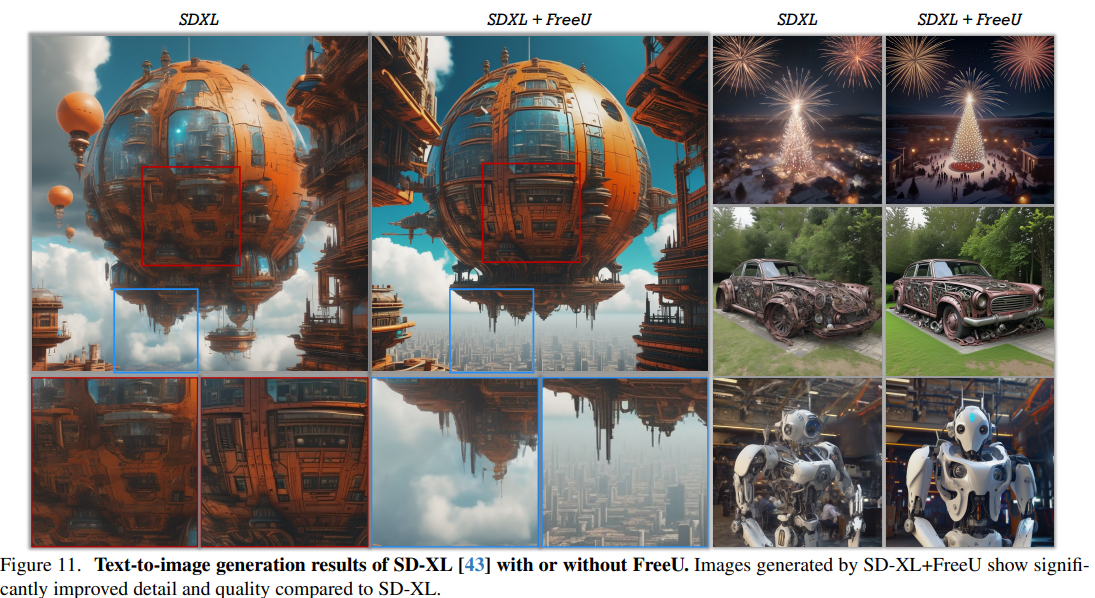 SDXL
SDXL + FreeU
SDXL
SDXL + FreeU
Figure 11. Text-to-image generation results of SD-XL [43] with or without FreeU. Images generated by SD-XL+FreeU show signifi-
cantly improved detail and quality compared to SD-XL.